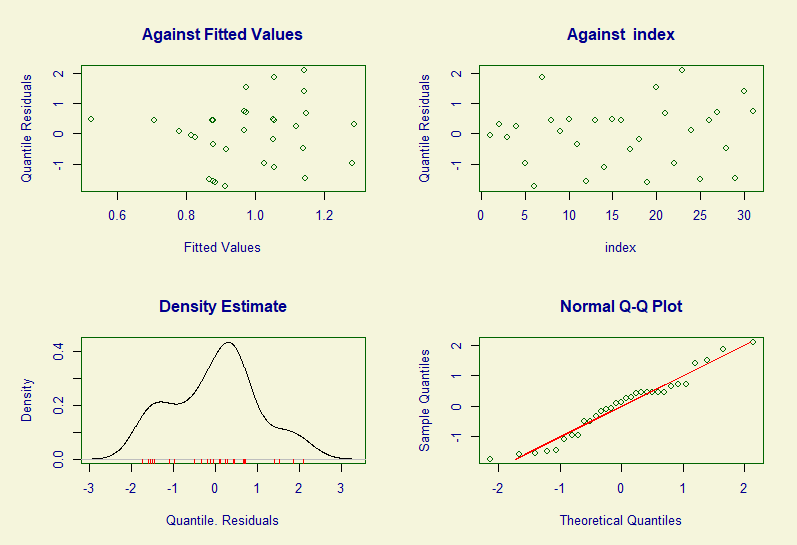 Against Fitted Values
Quantile Residuals
2
1
0
-1
0.6 0.8 1.0 1.2
Fitted Values
Against index
Quantile Residuals
2
1
0
-1
0 5 10 15 20 25 30
index
Density Estimate
Density
0.4
0.2
0.0
-3 -2 -1 0 1 2 3
Quantile. Residuals
Normal Q-Q Plot
Sample Quantiles
2
1
0
-1
-2 -1 0 1 2
Theoretical Quantiles